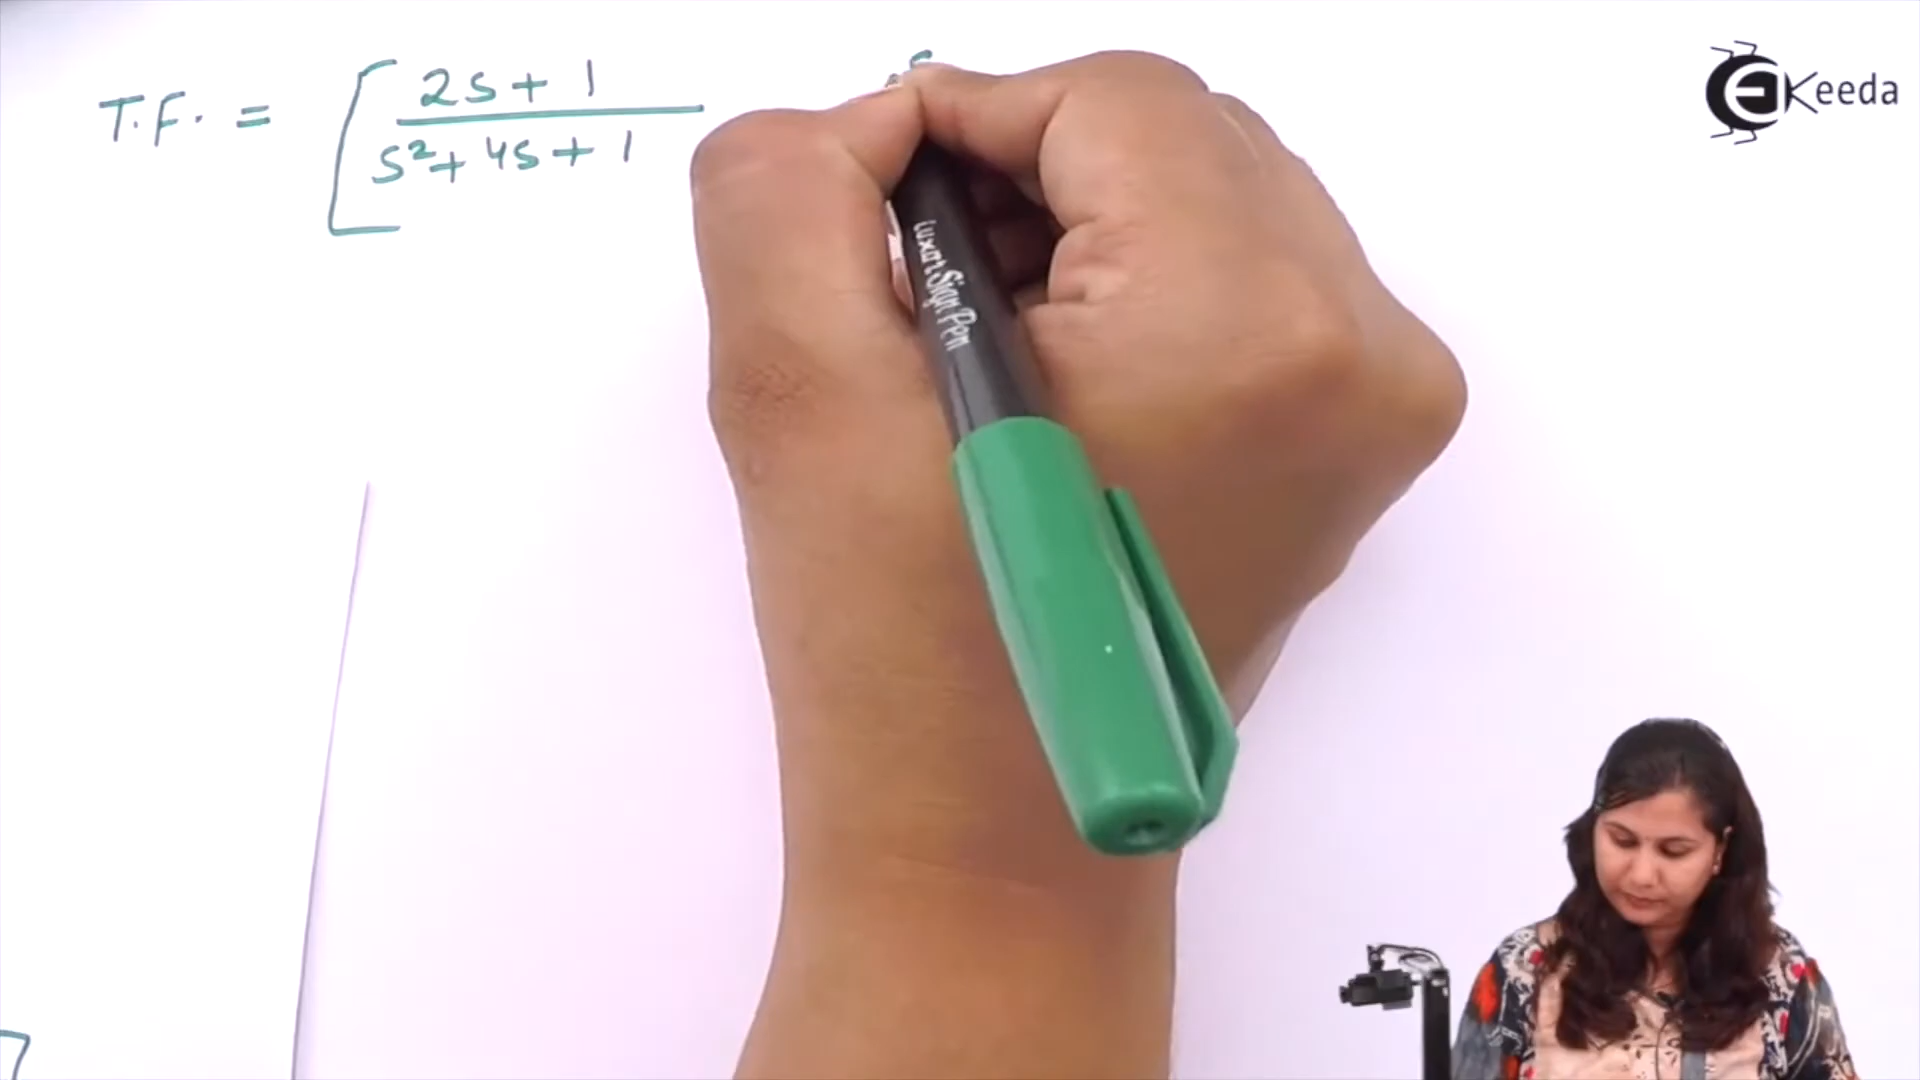 T.F. = [ 2s + 1
s² + 4s + 1
Luxor Sign Pen
Keeda